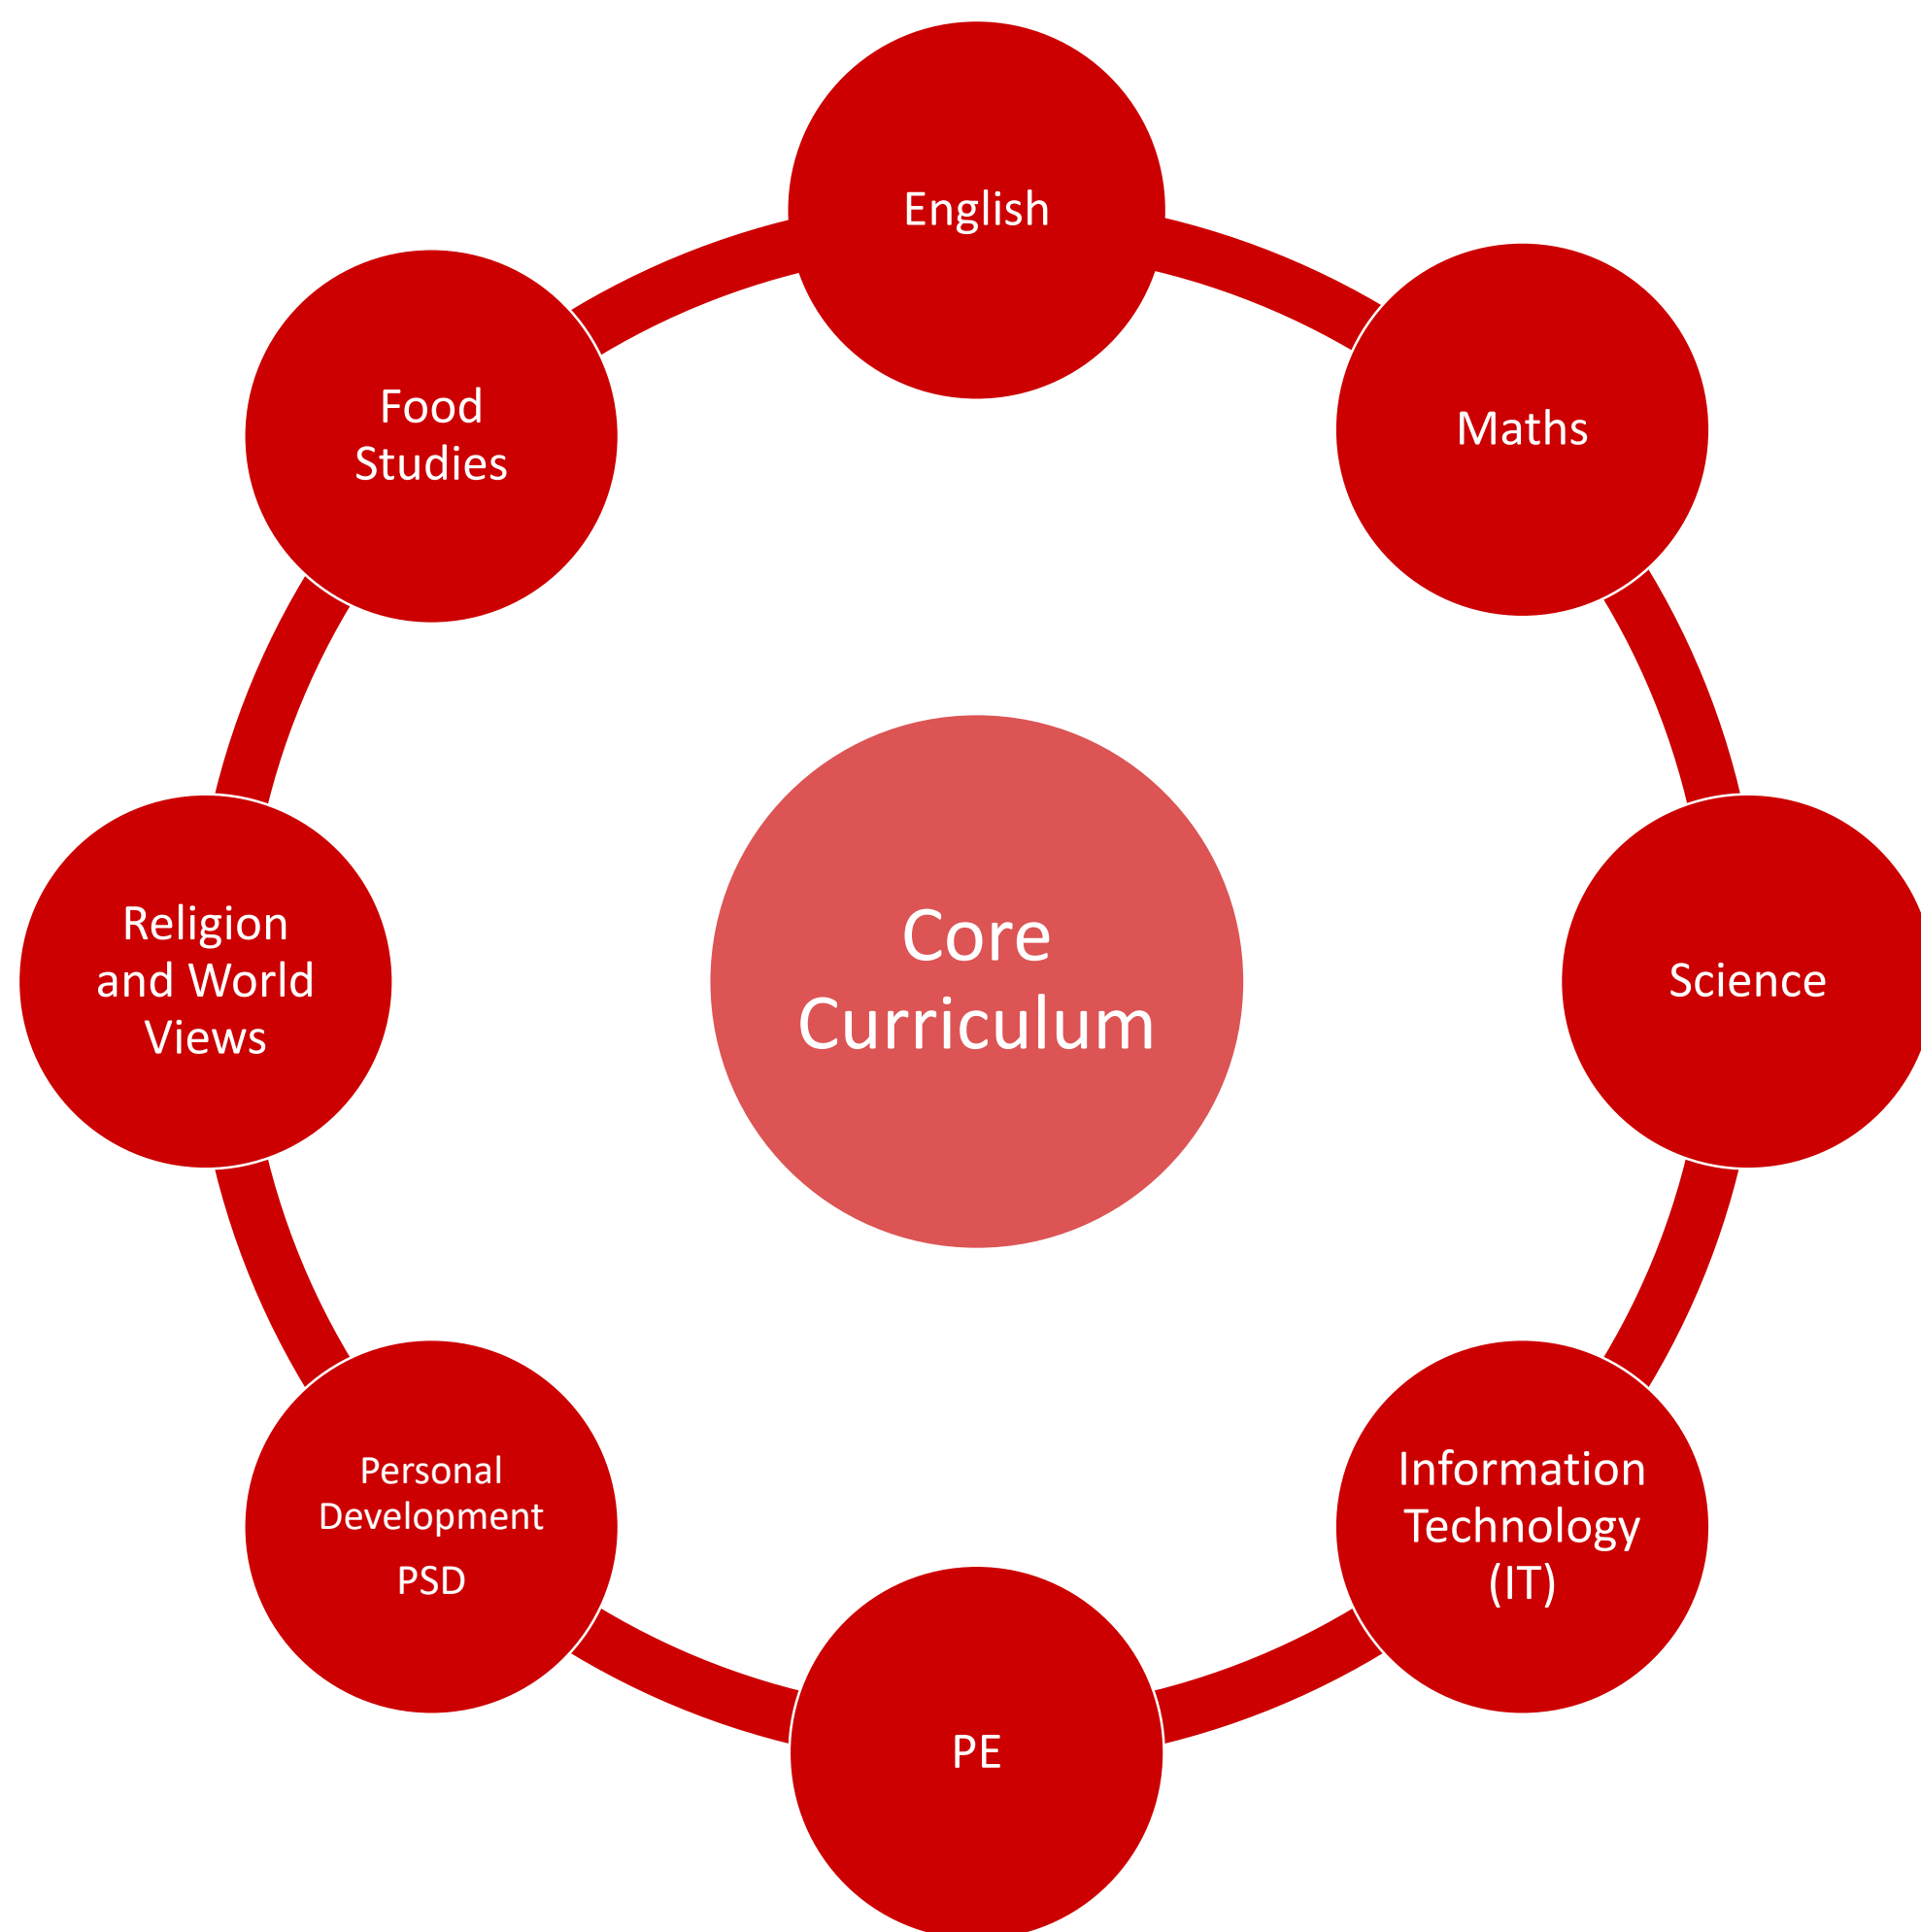 English
Maths
Science
Information
Technology
(IT)
PE
Personal
Development
PSD
Religion
and World
Views
Food
Studies
Core
Curriculum